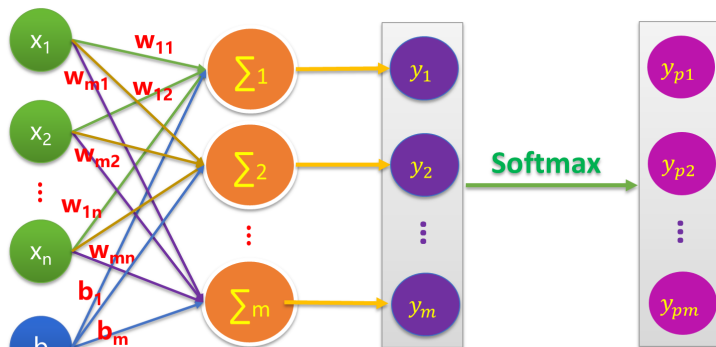 x1
w11
∑1
y1
yp1
wm1
w12
x2
wm2
∑2
y2
Softmax
yp2
w1n
xn
wmn
b1
∑m
ym
ypm
bm
b